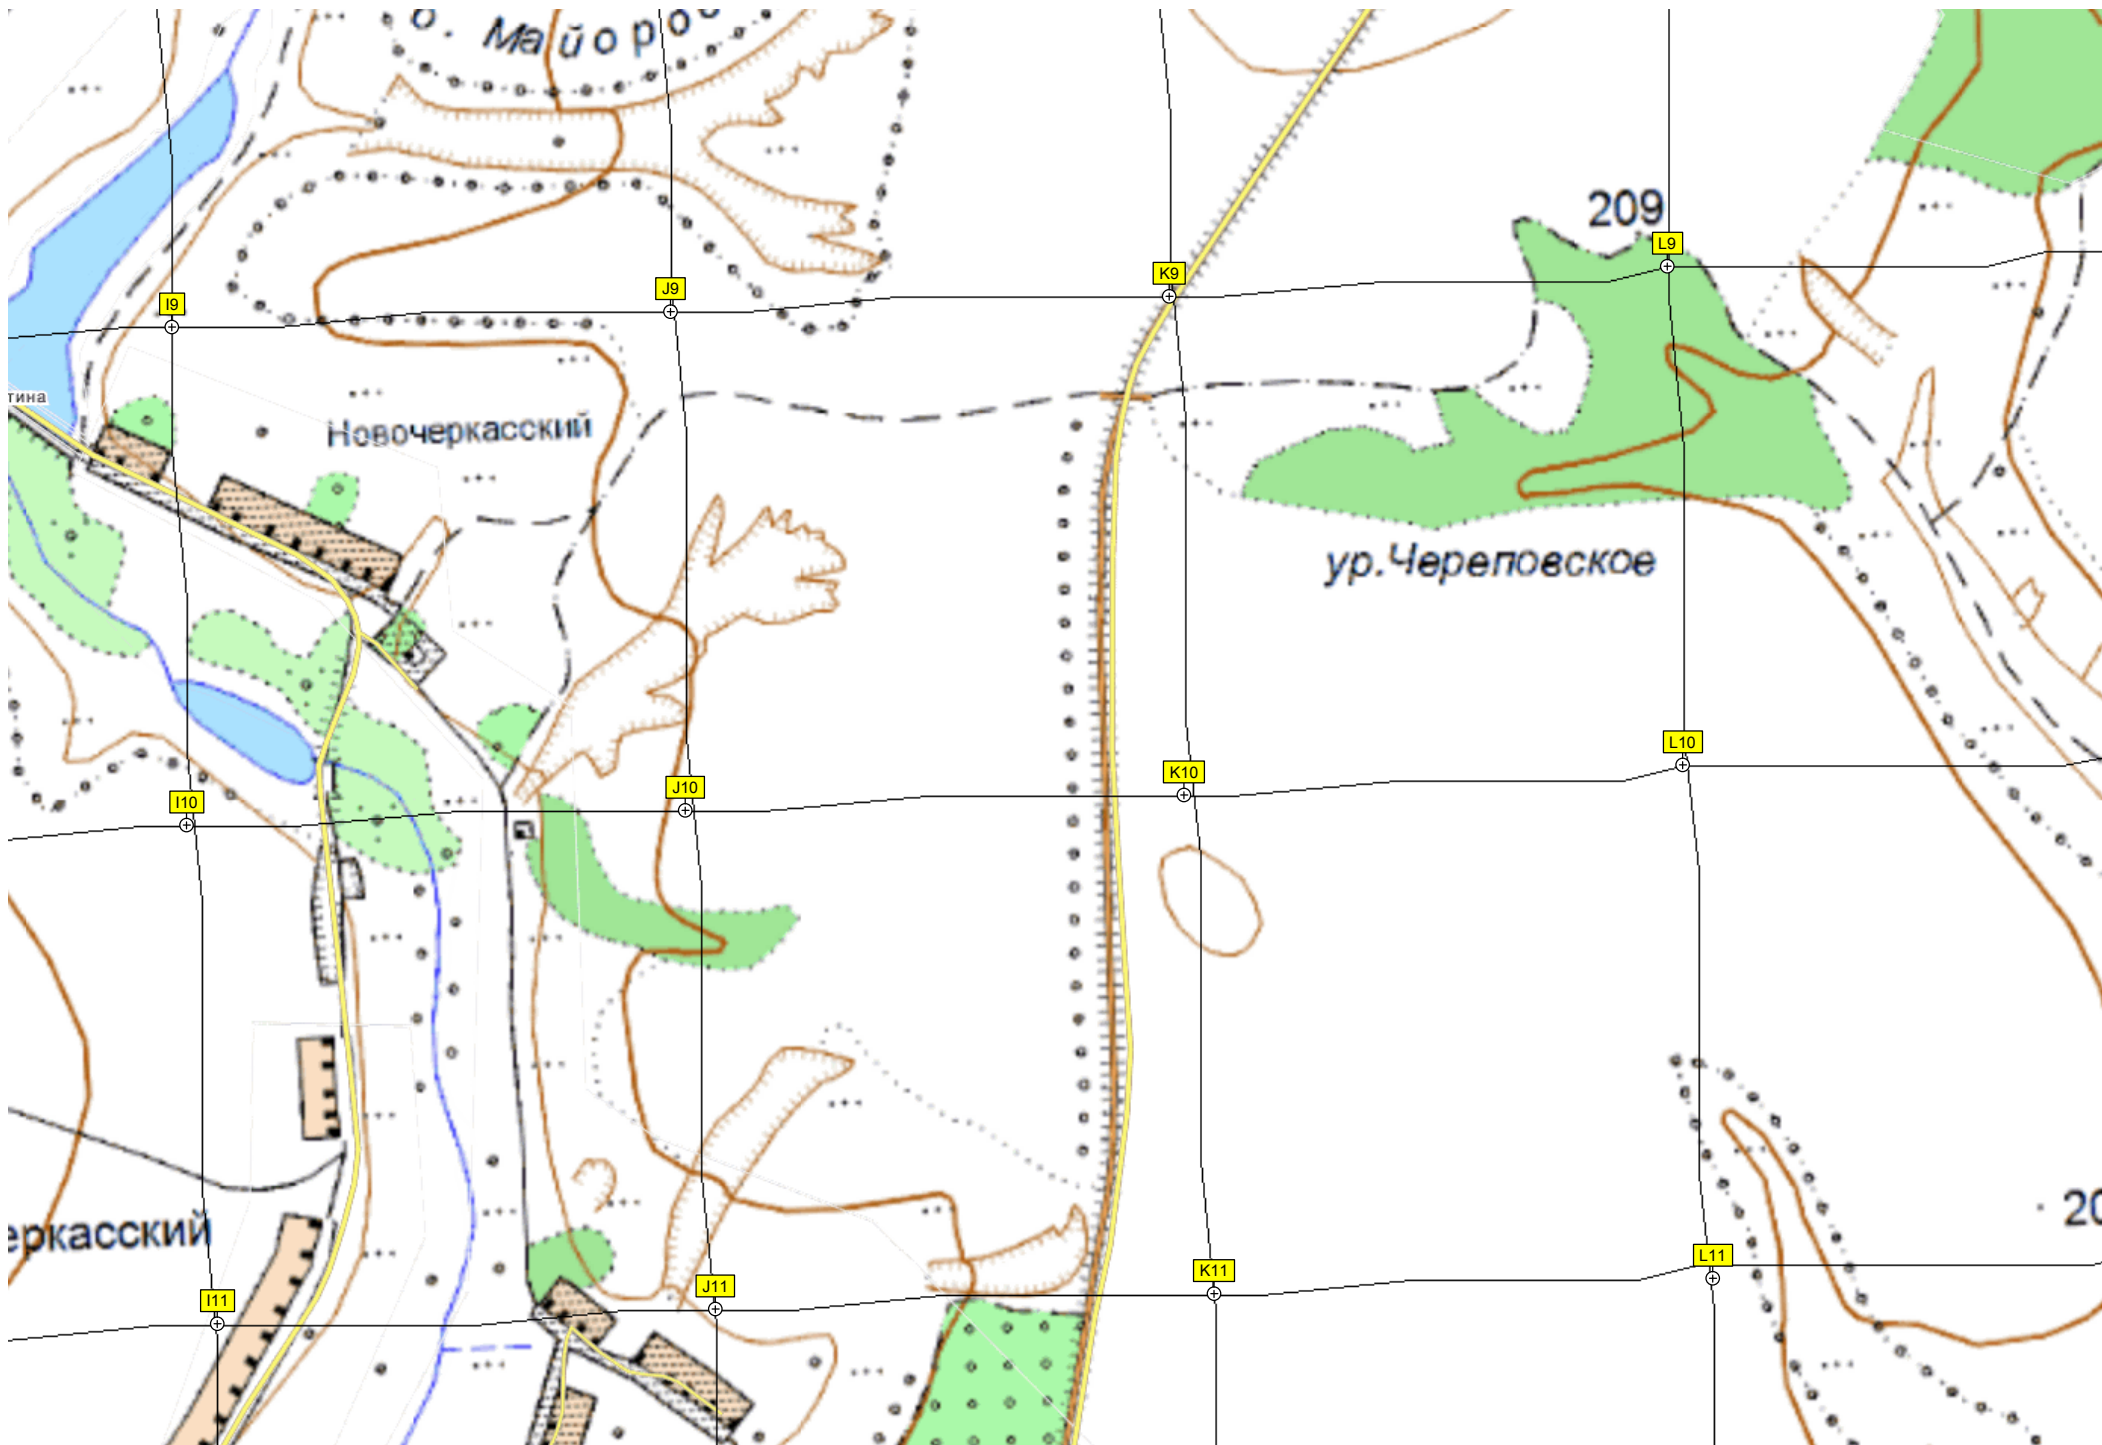 о. Майоро
209
L9
K9
J9
I9
тина
Новочеркасский
ур.Череповское
L10
K10
J10
I10
еркасский
20
L11
K11
J11
I11